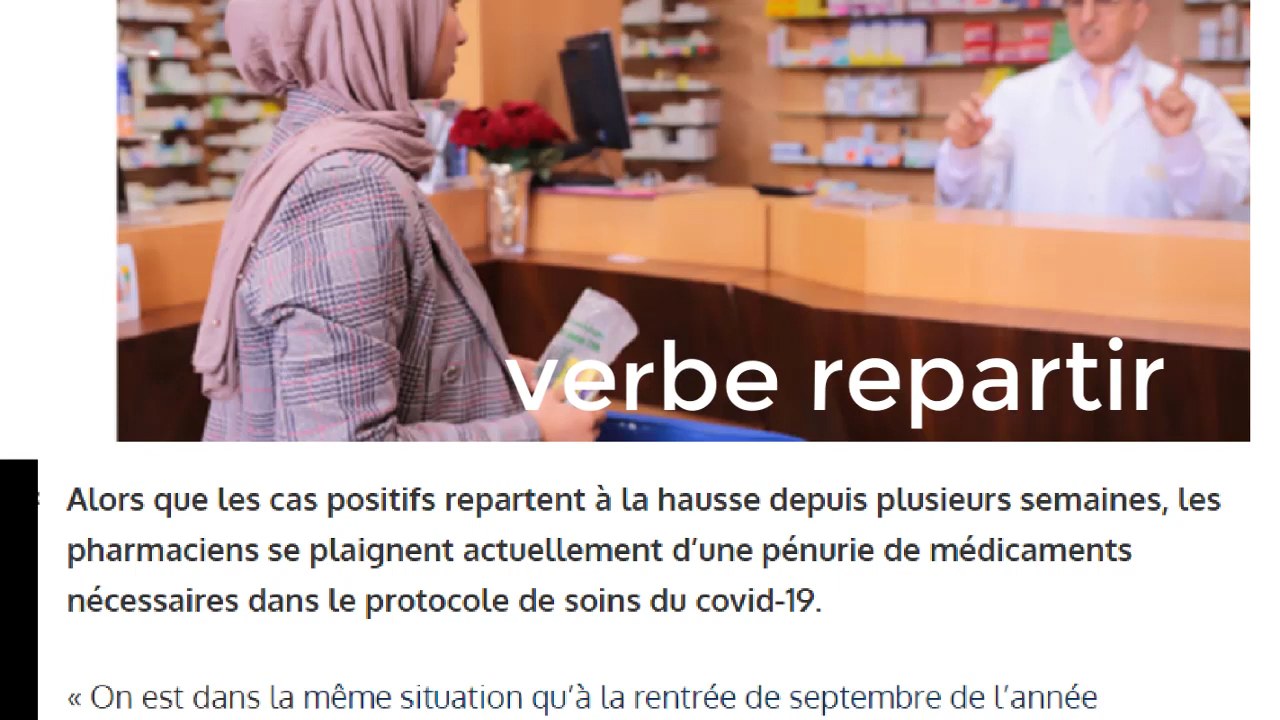 verbe repartir
Alors que les cas positifs repartent à la hausse depuis plusieurs semaines, les
pharmaciens se plaignent actuellement d’une pénurie de médicaments
nécessaires dans le protocole de soins du covid-19.
« On est dans la même situation qu’à la rentrée de septembre de l’année